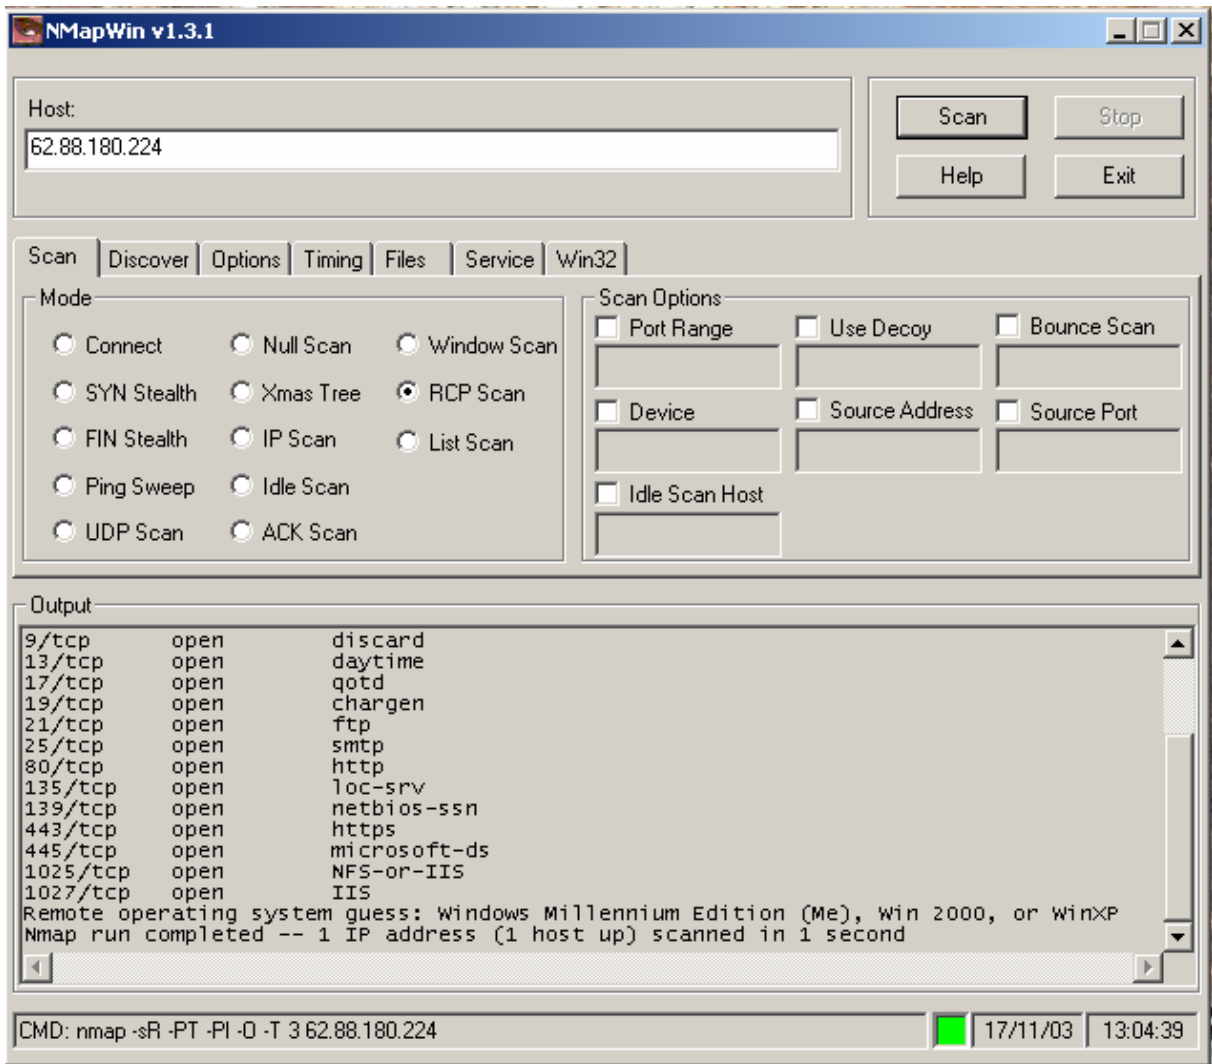 NMapWin v1.3.1
Host:
62.88.180.224
Scan
Stop
Help
Exit
Scan
Discover
Options
Timing
Files
Service
Win32
Mode
Connect
Null Scan
Window Scan
SYN Stealth
Xmas Tree
RCP Scan
FIN Stealth
IP Scan
List Scan
Ping Sweep
Idle Scan
UDP Scan
ACK Scan
Scan Options
Port Range
Use Decoy
Bounce Scan
Device
Source Address
Source Port
Idle Scan Host
Output
9/tcp open discard
13/tcp open daytime
17/tcp open qotd
19/tcp open chargen
21/tcp open ftp
25/tcp open smtp
80/tcp open http
135/tcp open loc-srv
139/tcp open netbios-ssn
443/tcp open https
445/tcp open microsoft-ds
1025/tcp open NFS-or-IIS
1027/tcp open IIS
Remote operating system guess: Windows Millennium Edition (Me), Win 2000, or WinXP
Nmap run completed -- 1 IP address (1 host up) scanned in 1 second
CMD: nmap -sR -PT -PI -O -T 3 62.88.180.224
17/11/03
13:04:39